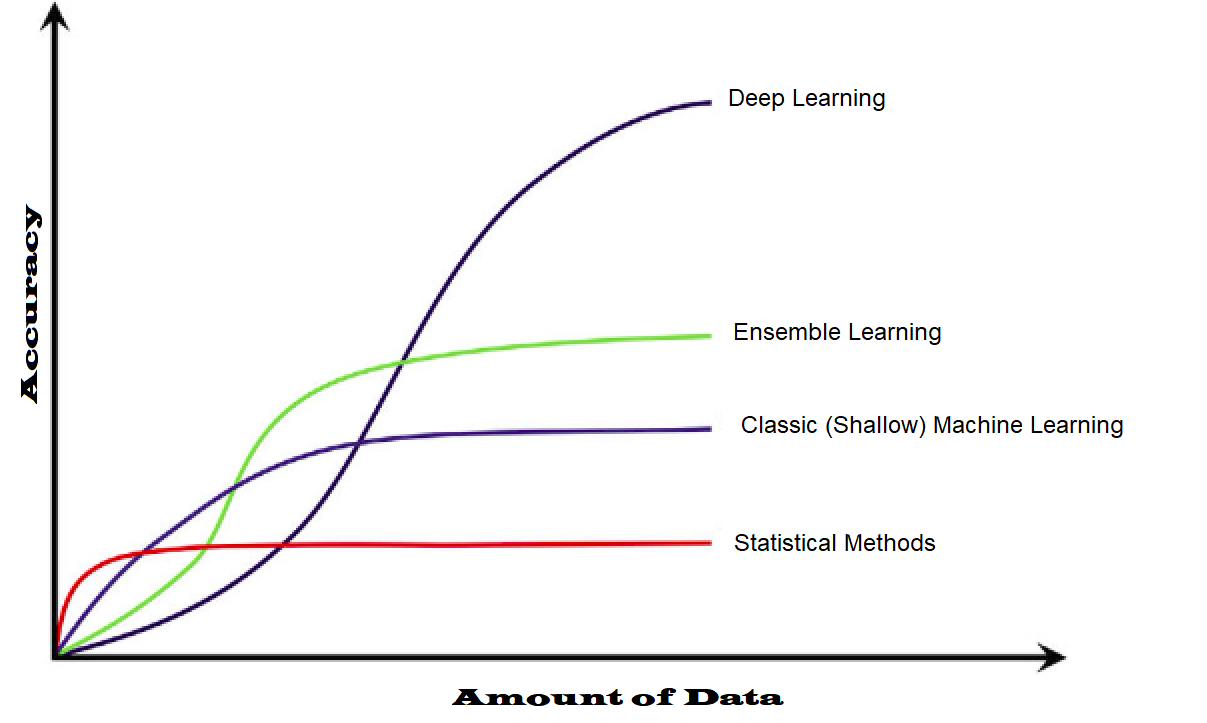 Deep Learning
Accuracy
Ensemble Learning
Classic (Shallow) Machine Learning
Statistical Methods
Amount of Data